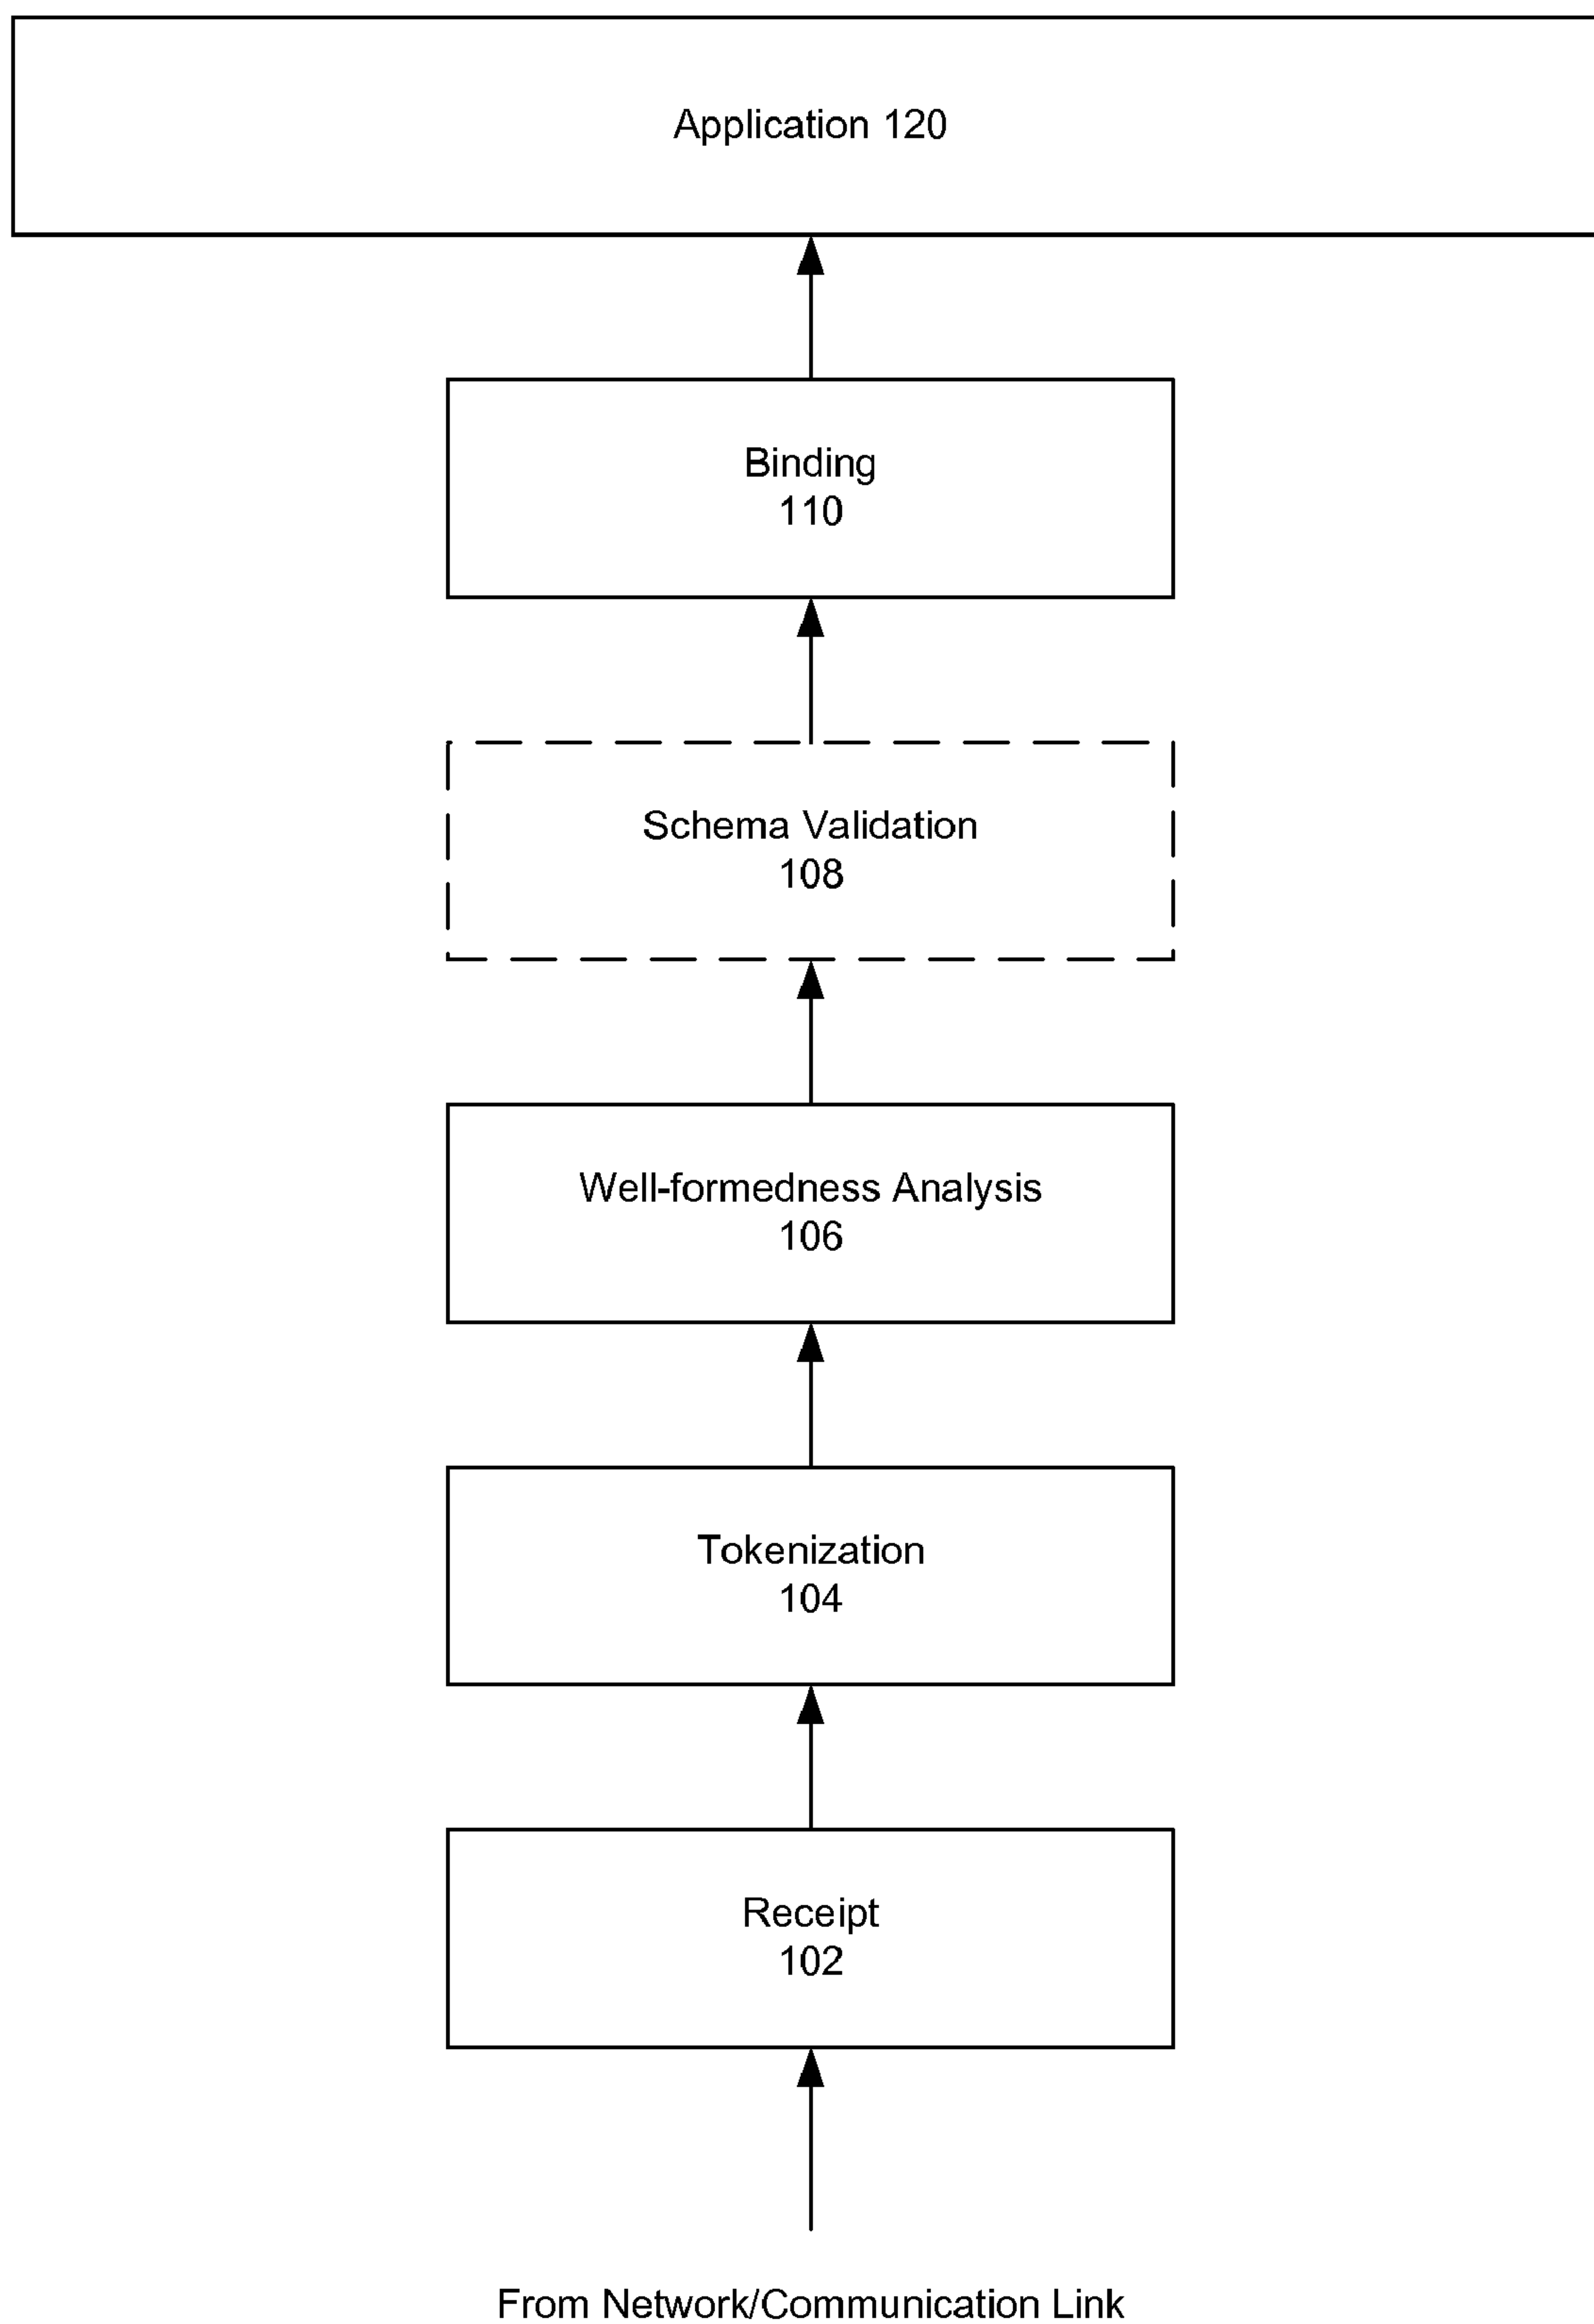 Application 120
Binding
110
Schema Validation
108
Well-formedness Analysis
106
Tokenization
104
Receipt
102
From Network/Communication Link